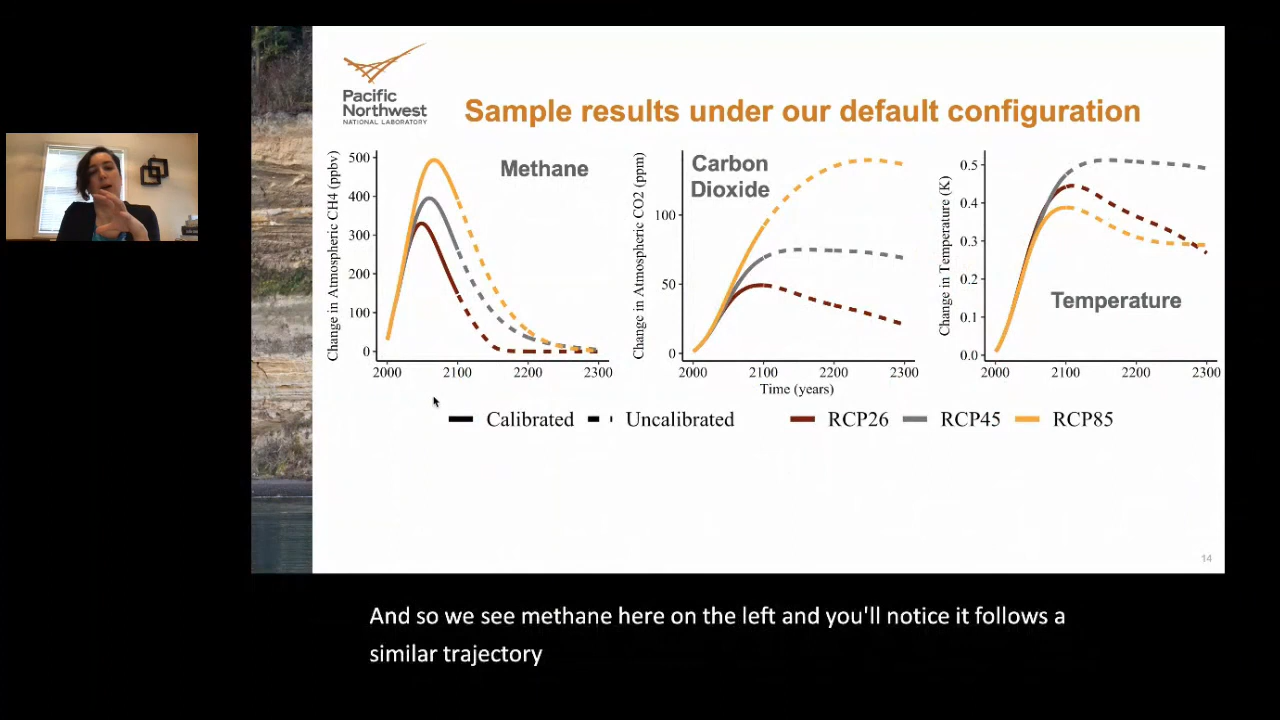 Pacific
Northwest
NATIONAL LABORATORY
Sample results under our default configuration
Change in Atmospheric CH4 (ppbv)
500
400
300
200
100
0
2000 2100 2200 2300
Methane
Change in Atmospheric CO2 (ppm)
100
50
0
2000 2100 2200 2300
Time (years)
Carbon
Dioxide
Change in Temperature (K)
0.5
0.4
0.3
0.2
0.1
0.0
2000 2100 2200 2300
Temperature
Calibrated Uncalibrated RCP26 RCP45 RCP85
14
And so we see methane here on the left and you'll notice it follows a
similar trajectory